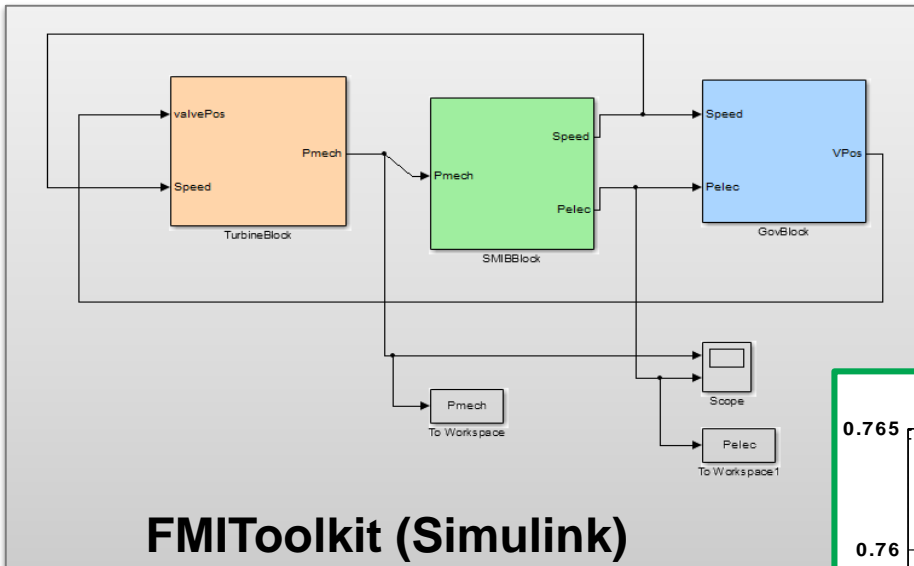 valvePos
Speed
Pmech
TurbineBlock
Pmech
Speed
Pelec
SMIBBlock
Speed
Pelec
VPos
GovBlock
Scope
Pmech
To Workspace
Pelec
To Workspace1
FMIToolkit (Simulink)
0.765
0.76